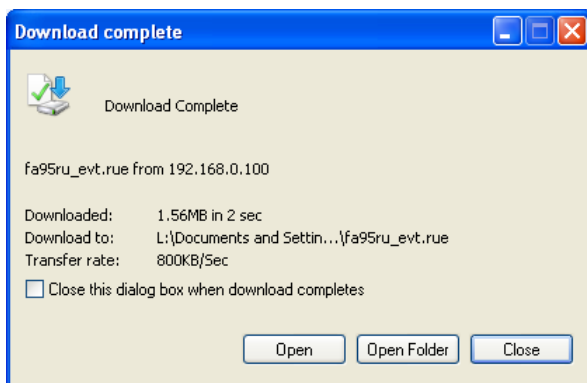 Download complete
Download Complete
fa95ru_evt.rue from 192.168.0.100
Downloaded: 1.56MB in 2 sec
Download to: L:\Documents and Settin...\fa95ru_evt.rue
Transfer rate: 800KB/Sec
Close this dialog box when download completes
Open Open Folder Close